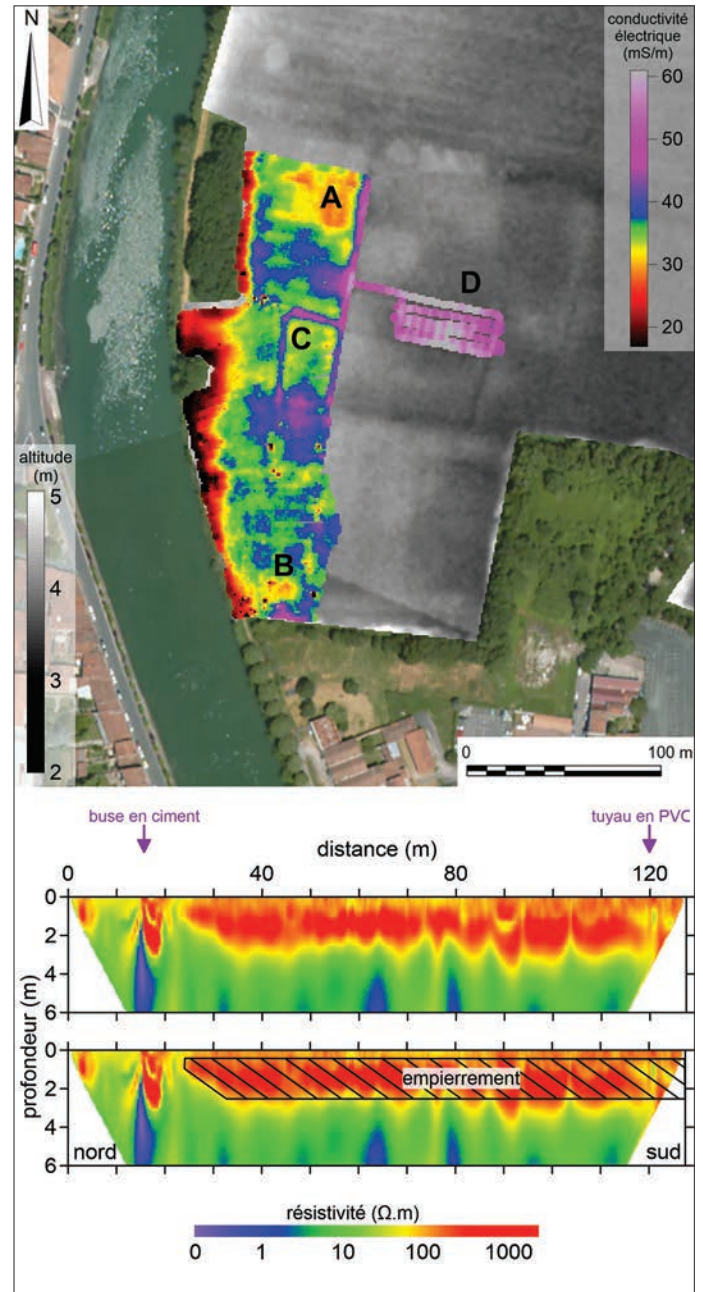 N
conductivité
électrique
(mS/m)
60
50
40
30
20
A
D
C
B
altitude
(m)
5
4
3
2
0 100 m
buse en ciment
tuyau en PVC
distance (m)
0 40 80 120
0
2
4
6
profondeur (m)
0
2
4
6
empierrement
nord
sud
résistivité (Ω.m)
0 1 10 100 1000